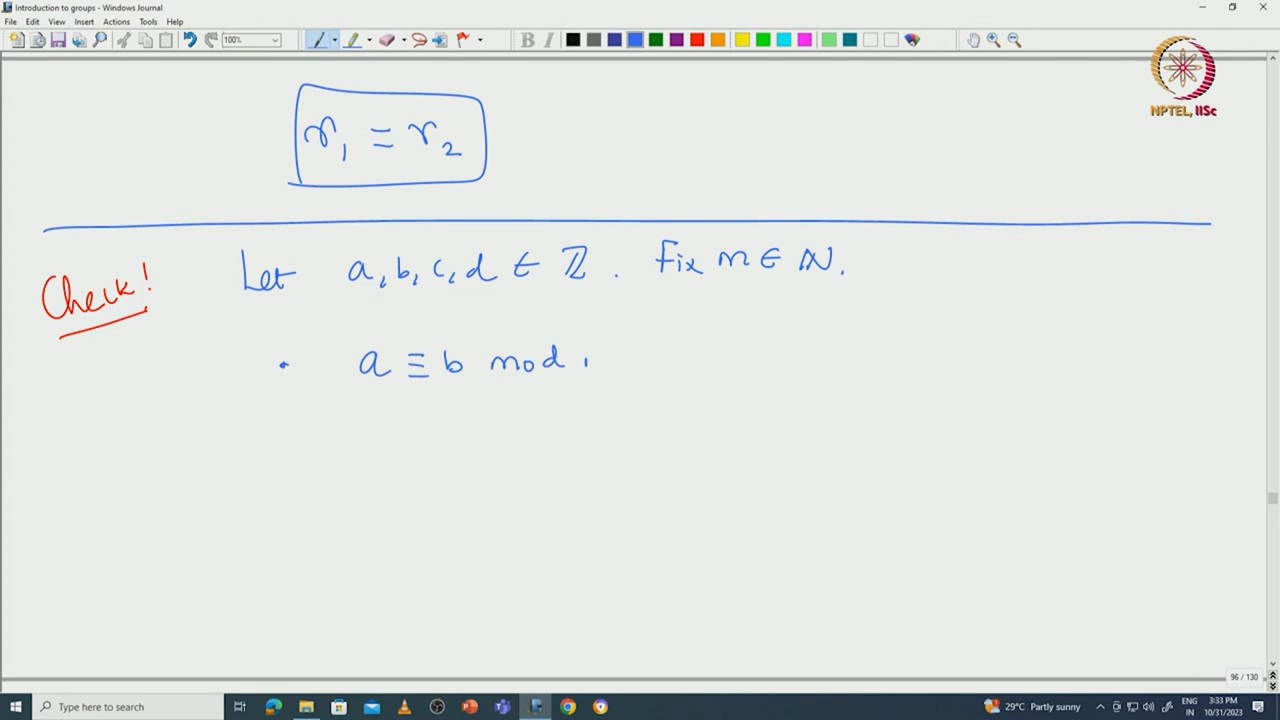 Introduction to groups - Windows Journal
File Edit View Insert Actions Tools Help
100%
B I
NPTEL, IISc
r₁ = r₂
Check!
Let a, b, c, d ∈ ℤ. Fix n ∈ ℕ.
• a ≡ b mod
96 / 130
Type here to search
29°C Partly sunny
ENG
IN
3:33 PM
10/31/2023